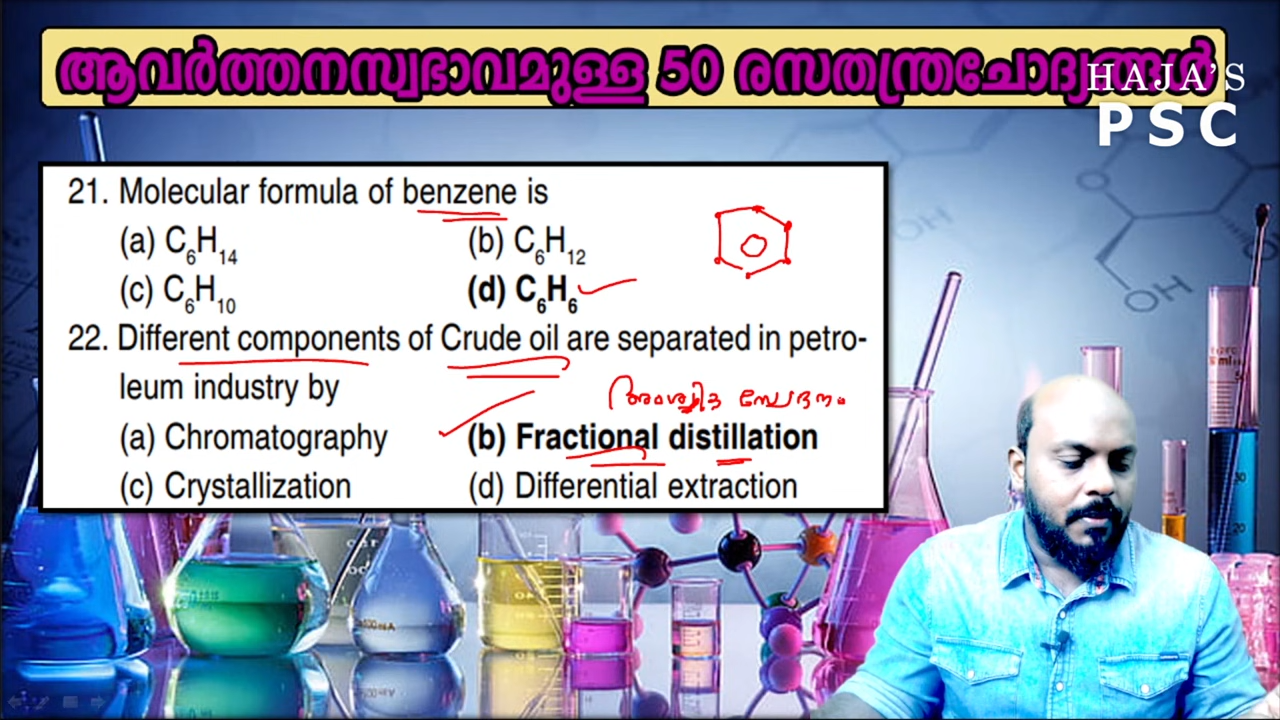 ആവർത്തനസ്വഭാവമുള്ള 50 രസതന്ത്രചോദ്യങ്ങൾ
HAJA'S
PSC
21. Molecular formula of benzene is
(a) C₆H₁₄ (b) C₆H₁₂
(c) C₆H₁₀ (d) C₆H₆
22. Different components of Crude oil are separated in petro-
leum industry by
അംശിക സ്വേദനം
(a) Chromatography (b) Fractional distillation
(c) Crystallization (d) Differential extraction